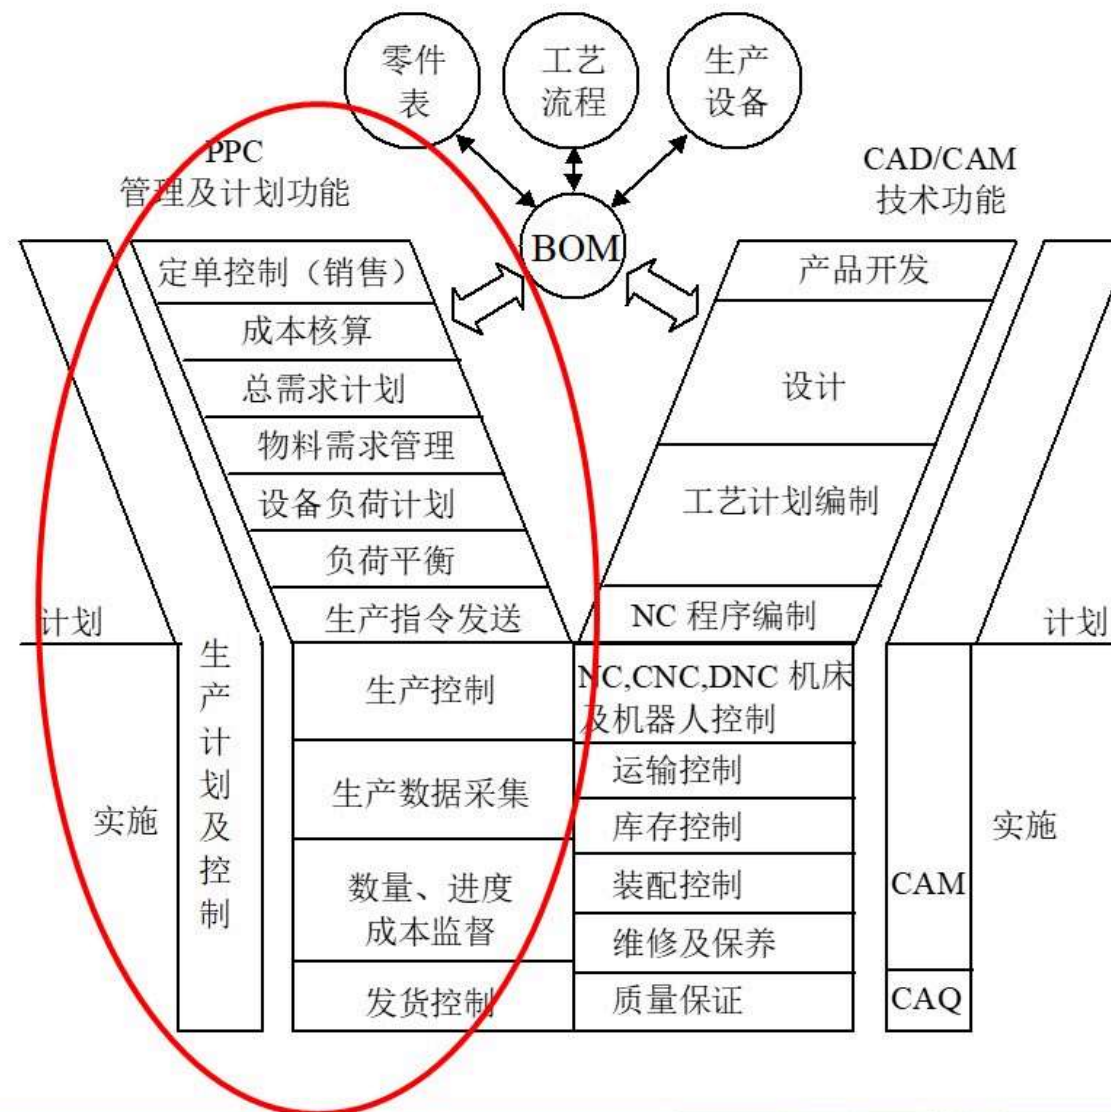 零件
表
工艺
流程
生产
设备
PPC
管理及计划功能
CAD/CAM
技术功能
BOM
定单控制（销售）
成本核算
总需求计划
物料需求管理
设备负荷计划
负荷平衡
生产指令发送
产品开发
设计
工艺计划编制
NC 程序编制
计划
计划
生
产
计
划
及
控
制
实施
生产控制
生产数据采集
数量、进度
成本监督
发货控制
NC,CNC,DNC 机床
及机器人控制
运输控制
库存控制
装配控制
维修及保养
质量保证
CAM
CAQ
实施